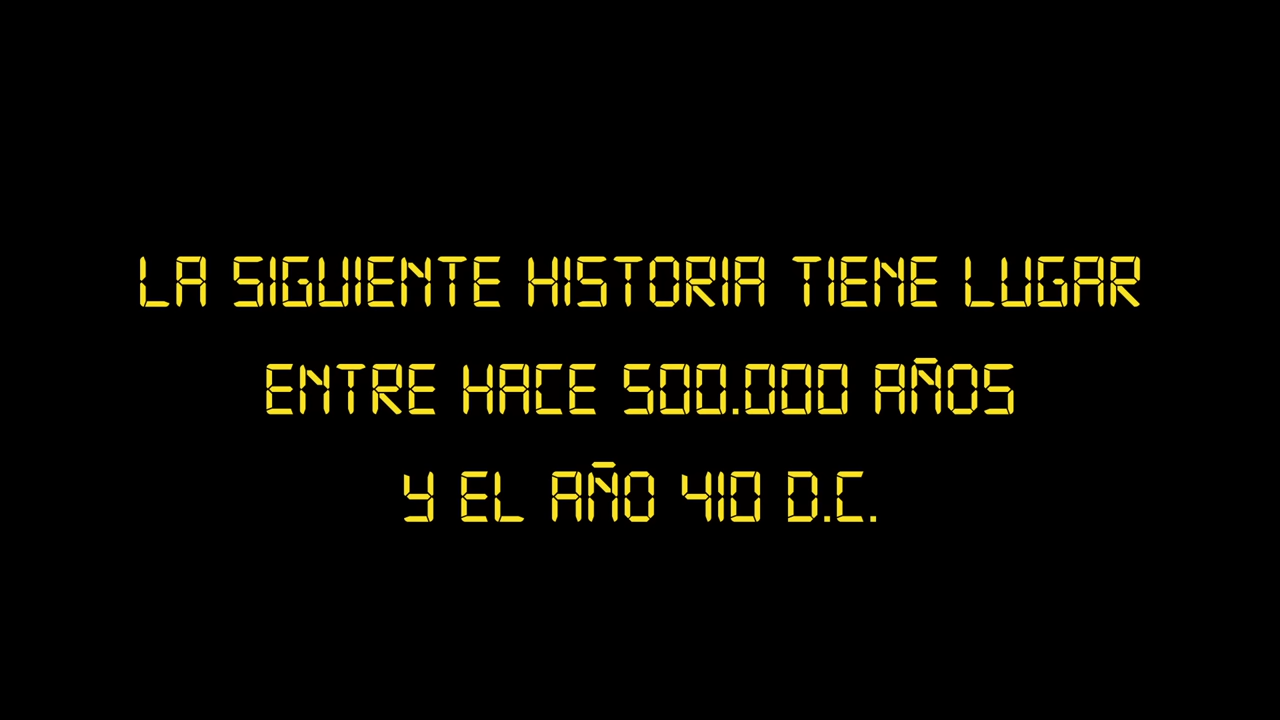 LA SIGUIENTE HISTORIA TIENE LUGAR
ENTRE HACE 500.000 AÑOS
Y EL AÑO 410 D.C.